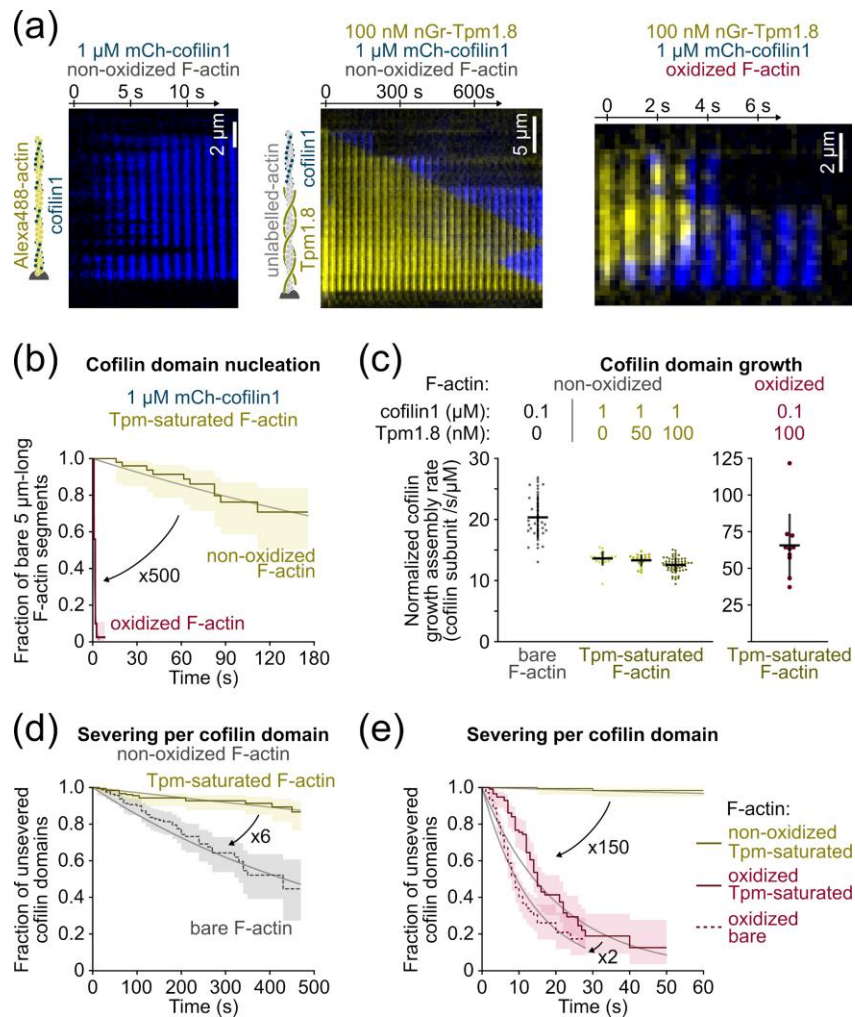 (a)
1 µM mCh-cofilin1
non-oxidized F-actin
0 5 s 10 s
2 µm
Alexa488-actin
cofilin1
100 nM nGr-Tpm1.8
1 µM mCh-cofilin1
non-oxidized F-actin
0 300 600s
5 µm
unlabelled-actin
cofilin1
Tpm1.8
100 nM nGr-Tpm1.8
1 µM mCh-cofilin1
oxidized F-actin
0 2 s 4 s 6 s
2 µm
(b) Cofilin domain nucleation
1 µM mCh-cofilin1
Tpm-saturated F-actin
Fraction of bare 5 µm-long
F-actin segments
1.0
0.8
0.6
0.4
0.2
0
non-oxidized
F-actin
x500
oxidized F-actin
0 30 60 90 120 180
Time (s)
(c) Cofilin domain growth
F-actin: non-oxidized oxidized
cofilin1 (µM): 0.1 1 1 1 0.1
Tpm1.8 (nM): 0 0 50 100 100
Normalized cofilin
growth assembly rate
(cofilin subunit /s/µM)
30
25
20
15
10
5
0
bare
F-actin
Tpm-saturated
F-actin
125
100
75
50
25
0
Tpm-saturated
F-actin
(d) Severing per cofilin domain
non-oxidized F-actin
Tpm-saturated F-actin
Fraction of unsevered
cofilin domains
1.0
0.8
0.6
0.4
0.2
0
x6
bare F-actin
0 100 200 300 400 500
Time (s)
(e) Severing per cofilin domain
Fraction of unsevered
cofilin domains
1.0
0.8
0.6
0.4
0.2
0
x150
x2
0 10 20 30 40 50 60
Time (s)
F-actin:
non-oxidized
Tpm-saturated
oxidized
Tpm-saturated
oxidized
bare